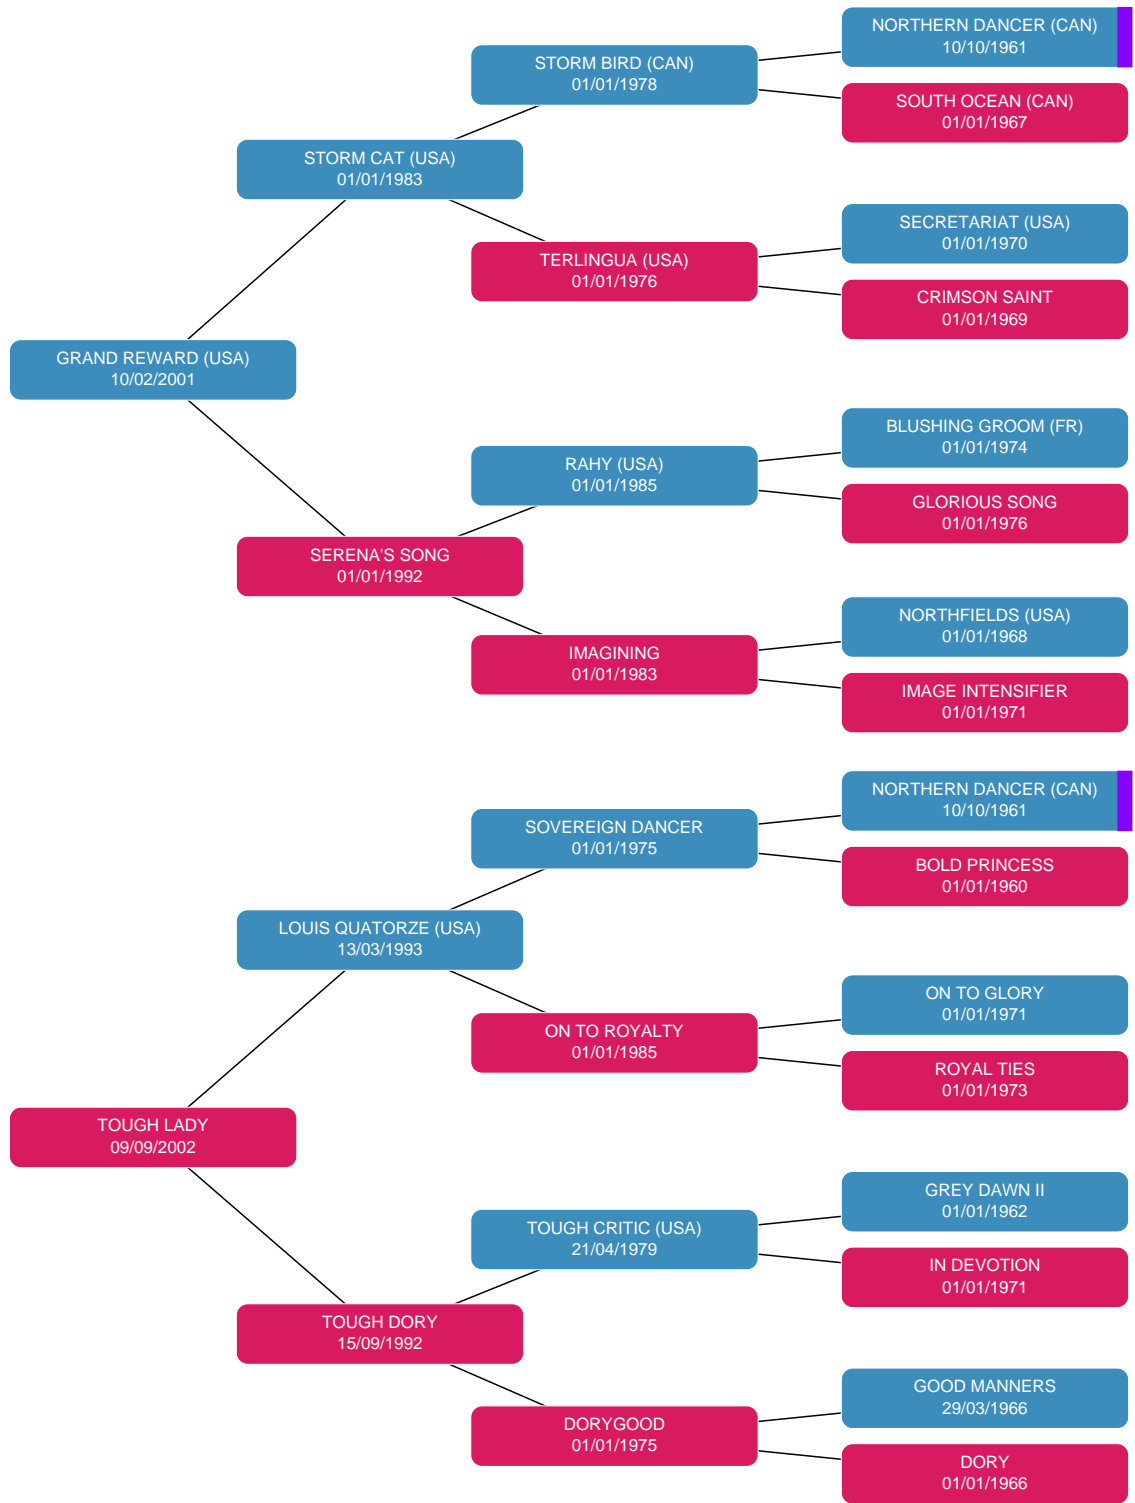 NORTHERN DANCER (CAN)
10/10/1961
STORM BIRD (CAN)
01/01/1978
SOUTH OCEAN (CAN)
01/01/1967
STORM CAT (USA)
01/01/1983
SECRETARIAT (USA)
01/01/1970
TERLINGUA (USA)
01/01/1976
CRIMSON SAINT
01/01/1969
GRAND REWARD (USA)
10/02/2001
BLUSHING GROOM (FR)
01/01/1974
RAHY (USA)
01/01/1985
GLORIOUS SONG
01/01/1976
SERENA'S SONG
01/01/1992
NORTHFIELDS (USA)
01/01/1968
IMAGINING
01/01/1983
IMAGE INTENSIFIER
01/01/1971
NORTHERN DANCER (CAN)
10/10/1961
SOVEREIGN DANCER
01/01/1975
BOLD PRINCESS
01/01/1960
LOUIS QUATORZE (USA)
13/03/1993
ON TO GLORY
01/01/1971
ON TO ROYALTY
01/01/1985
ROYAL TIES
01/01/1973
TOUGH LADY
09/09/2002
GREY DAWN II
01/01/1962
TOUGH CRITIC (USA)
21/04/1979
IN DEVOTION
01/01/1971
TOUGH DORY
15/09/1992
GOOD MANNERS
29/03/1966
DORYGOOD
01/01/1975
DORY
01/01/1966